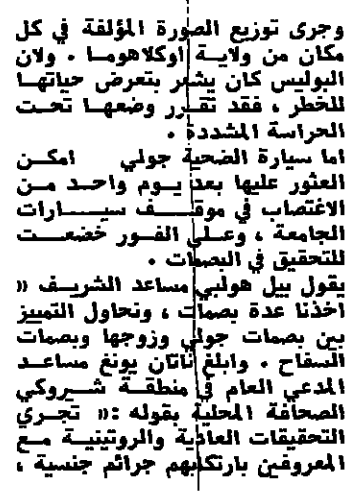 وجرى توزيع الصورة المؤلفة في كل
مكان من ولاية اوكلاهوما . ولان
البوليس كان يشعر بتعرض حياتها
للخطر ، فقد تقرر وضعها تحت
الحراسة المشددة .
اما سيارة الضحية جولي امكن
العثور عليها بعد يوم واحد من
الاغتصاب في موقف سيارات
الجامعة ، وعلى الفور خضعت
للتحقيق في البصمات .
يقول بيل هولبي مساعد الشريف «
اخذنا عدة بصمات ، ونحاول التمييز
بين بصمات جولي وزوجها وبصمات
السفاح . وابلغ ناتان يونغ مساعد
المدعي العام في منطقة شيروكي
الصحافة المحلية بقوله :« تجري
التحقيقات العادية والروتينية مع
المعروفين بارتكابهم جرائم جنسية ،